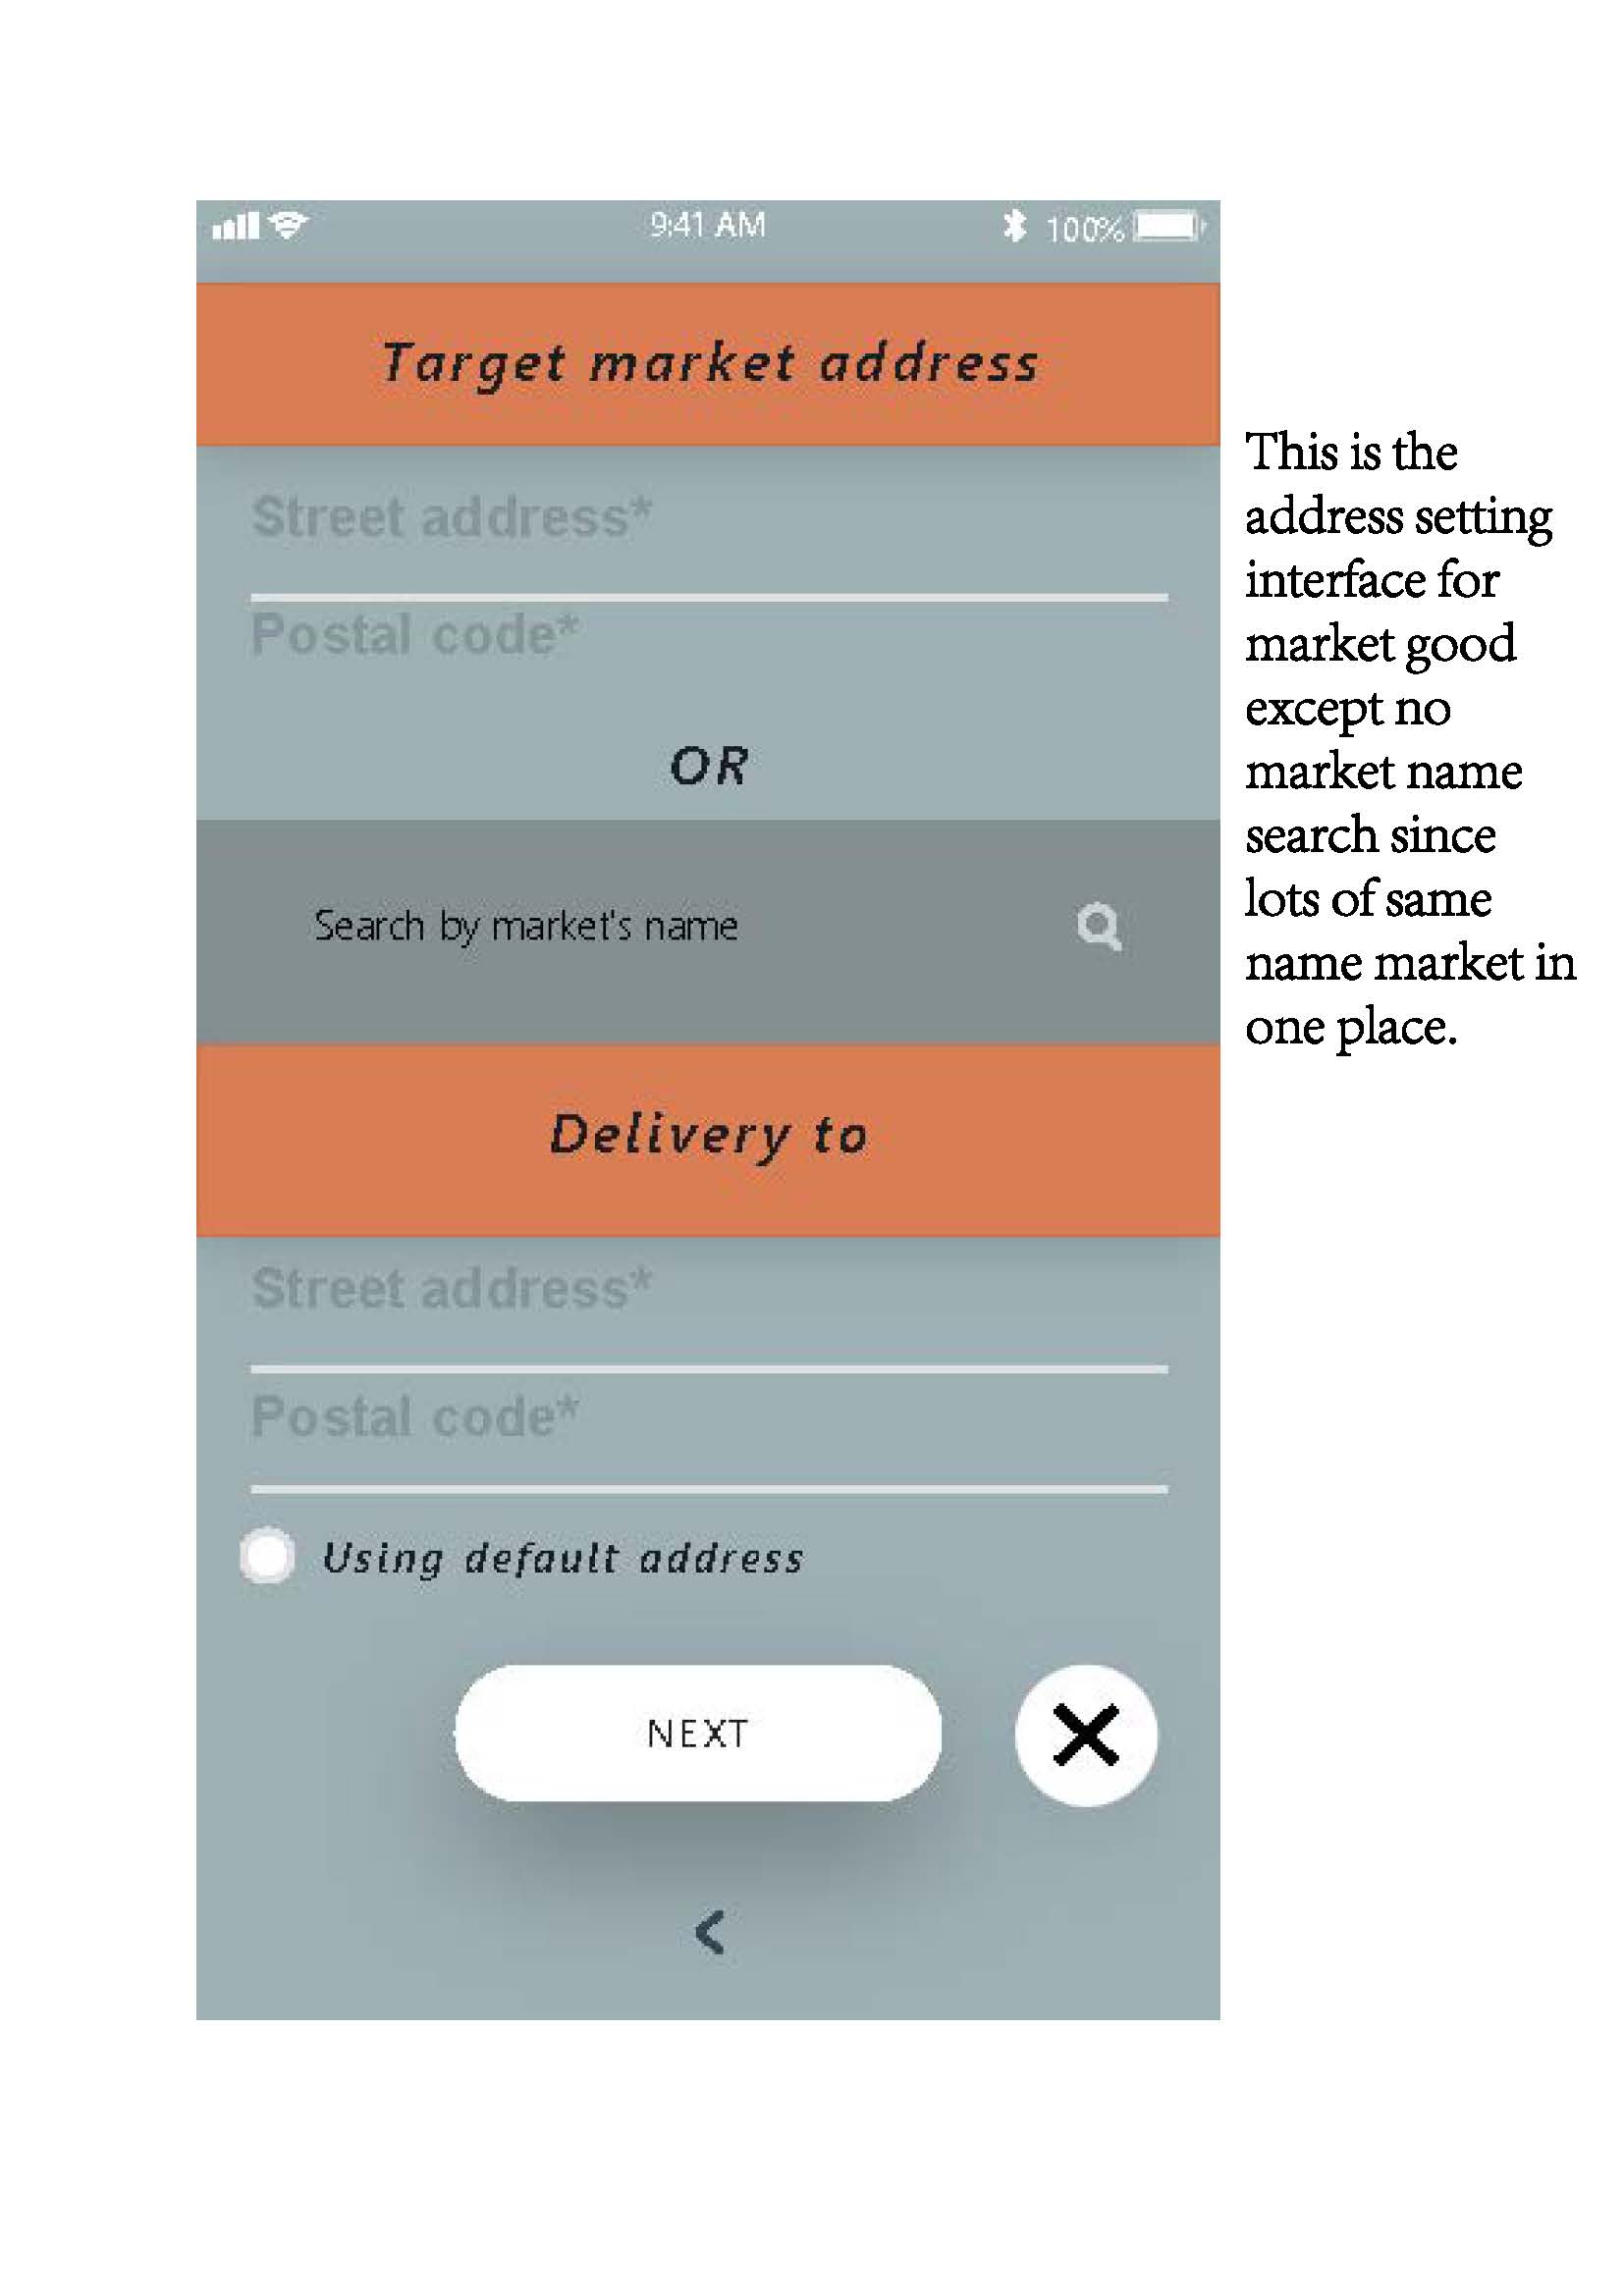 9:41 AM 100%
Target market address
Street address*
Postal code*
OR
Search by market's name
Delivery to
Street address*
Postal code*
Using default address
NEXT
This is the
address setting
interface for
market good
except no
market name
search since
lots of same
name market in
one place.